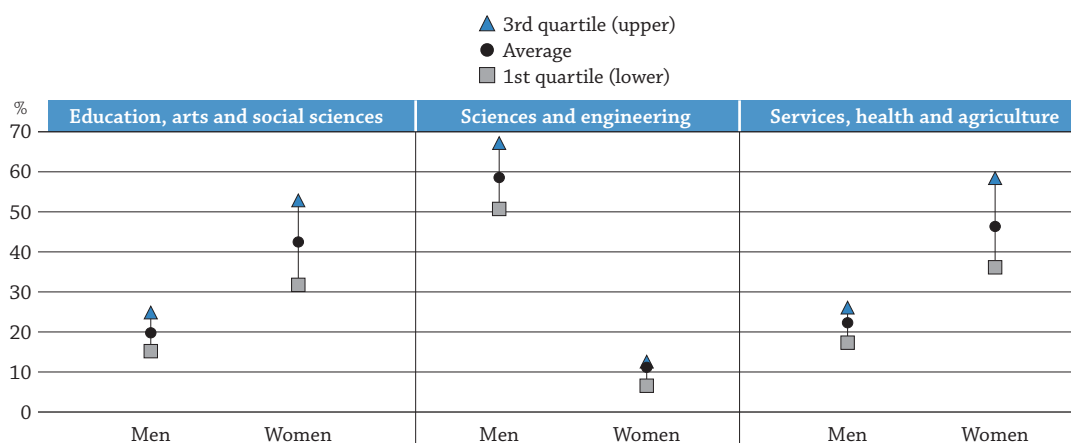 3rd quartile (upper)
Average
1st quartile (lower)
%
Education, arts and social sciences
Sciences and engineering
Services, health and agriculture
70
60
50
40
30
20
10
0
Men
Women
Men
Women
Men
Women